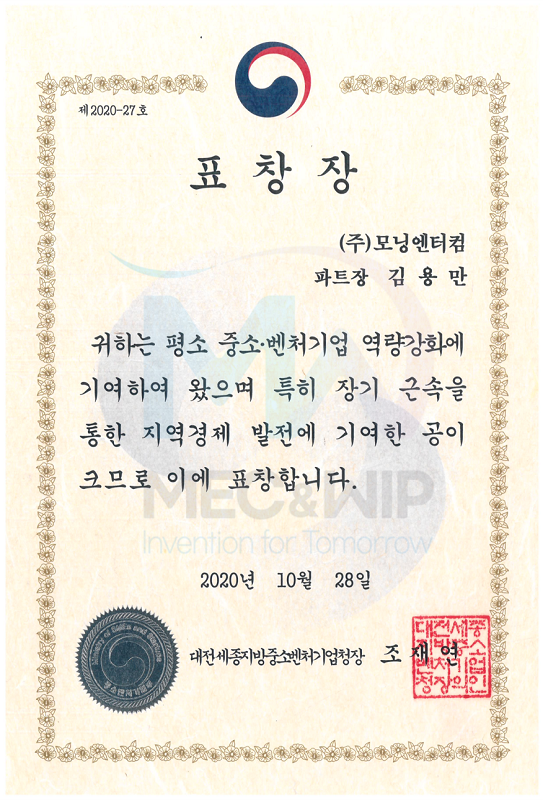 제2020-27호
표창장
(주)모닝엔터컴
파트장 김용만
귀하는 평소 중소·벤처기업 역량강화에
기여하여 왔으며 특히 장기 근속을
통한 지역경제 발전에 기여한 공이
크므로 이에 표창합니다.
MEC&WIP
Invention for Tomorrow
2020년 10월 28일
대전세종지방중소벤처기업청장 조재연